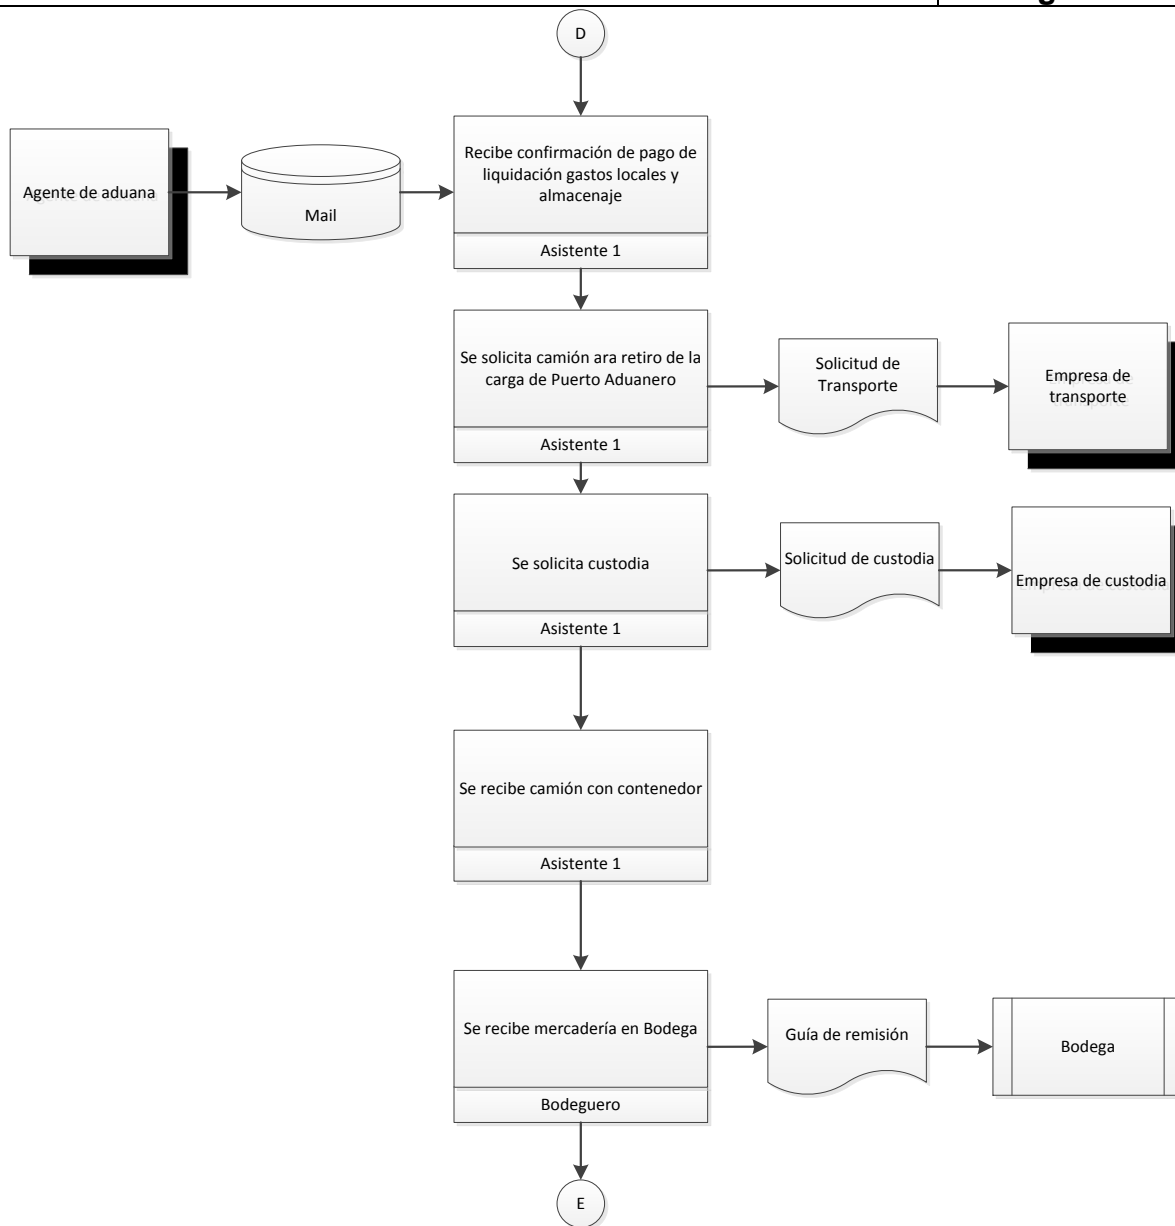 D
Recibe confirmación de pago de
liquidación gastos locales y
almacenaje
Agente de aduana
Mail
Asistente 1
Se solicita camión ara retiro de la
carga de Puerto Aduanero
Solicitud de
Transporte
Empresa de
transporte
Asistente 1
Se solicita custodia
Solicitud de custodia
Empresa de custodia
Asistente 1
Se recibe camión con contenedor
Asistente 1
Se recibe mercadería en Bodega
Guía de remisión
Bodega
Bodeguero
E